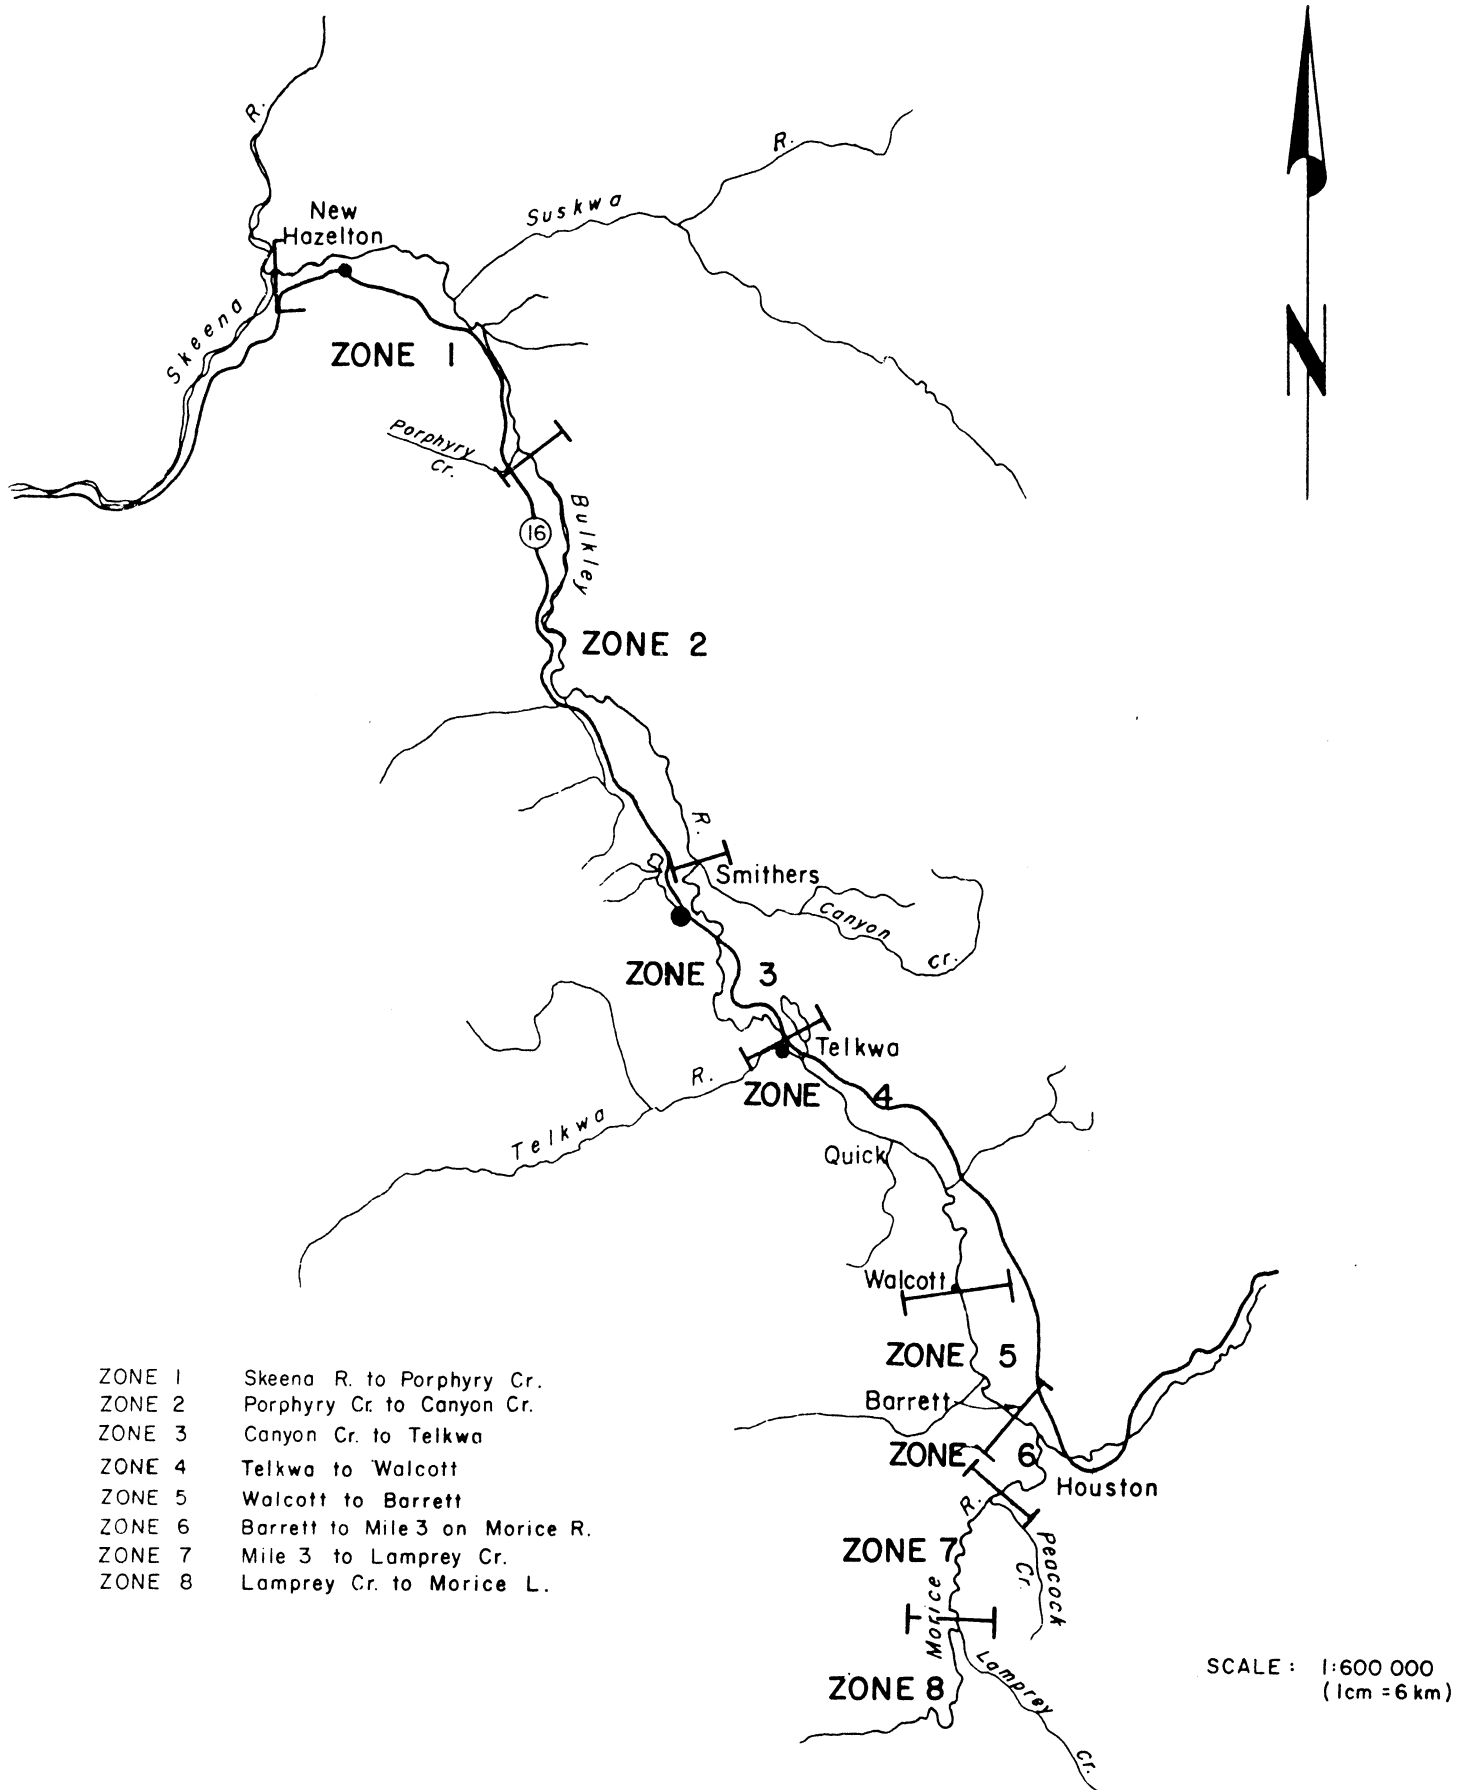 R.
R.
Suskwa
New
Hazelton
Skeena
ZONE 1
Porphyry
Cr.
Bulkley
16
ZONE 2
R.
Smithers
Canyon
Cr.
ZONE 3
Telkwa
R.
ZONE 4
Telkwa
Quick
Walcott
ZONE 5
Barrett
ZONE 6
Houston
R.
Peacock
Cr.
ZONE 7
Morice
Lamprey
Cr.
ZONE 8
N
ZONE 1 Skeena R. to Porphyry Cr.
ZONE 2 Porphyry Cr. to Canyon Cr.
ZONE 3 Canyon Cr. to Telkwa
ZONE 4 Telkwa to Walcott
ZONE 5 Walcott to Barrett
ZONE 6 Barrett to Mile 3 on Morice R.
ZONE 7 Mile 3 to Lamprey Cr.
ZONE 8 Lamprey Cr. to Morice L.
SCALE: 1:600 000
(1cm = 6 km)